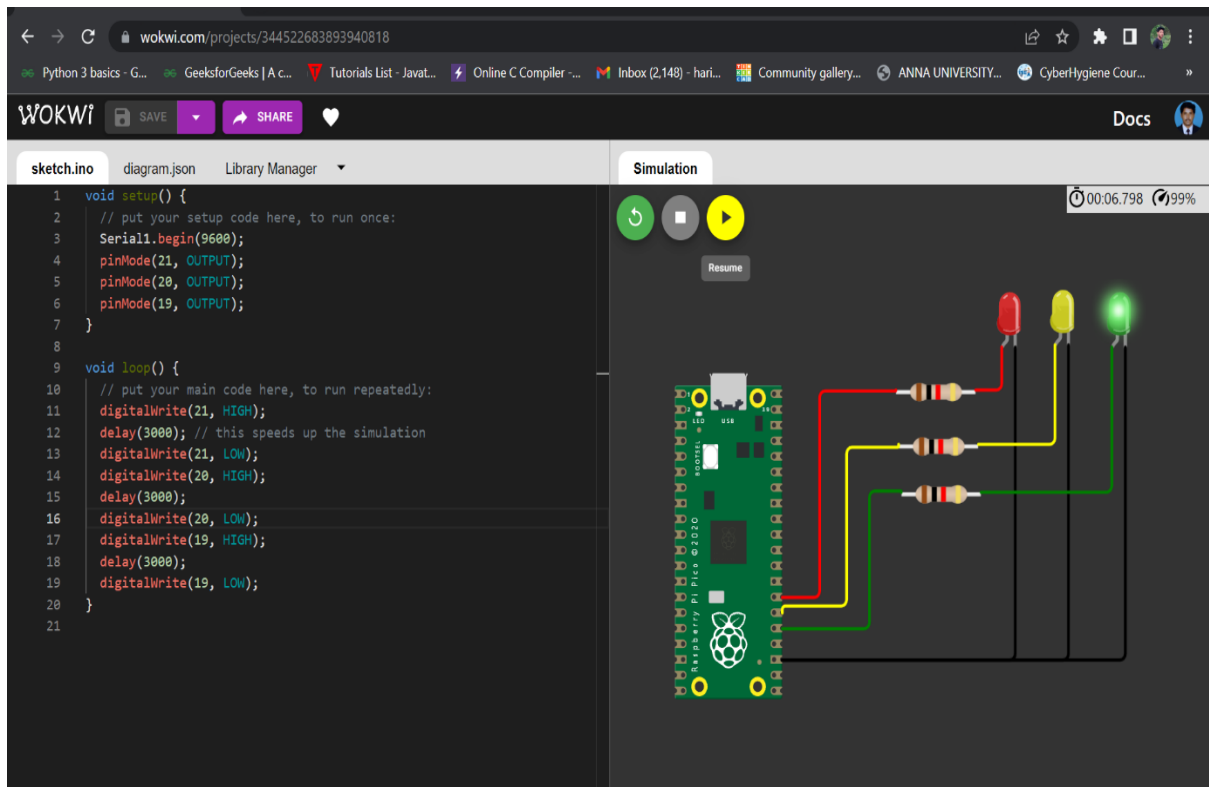 wokwi.com/projects/344522683893940818
Python 3 basics - G... GeeksforGeeks | A c... Tutorials List - Javat... Online C Compiler -... Inbox (2,148) - hari... Community gallery... ANNA UNIVERSITY... CyberHygiene Cour... »
WOKWi SAVE SHARE Docs
sketch.ino diagram.json Library Manager Simulation
1 void setup() {
2 // put your setup code here, to run once:
3 Serial1.begin(9600);
4 pinMode(21, OUTPUT);
5 pinMode(20, OUTPUT);
6 pinMode(19, OUTPUT);
7 }
8
9 void loop() {
10 // put your main code here, to run repeatedly:
11 digitalWrite(21, HIGH);
12 delay(3000); // this speeds up the simulation
13 digitalWrite(21, LOW);
14 digitalWrite(20, HIGH);
15 delay(3000);
16 digitalWrite(20, LOW);
17 digitalWrite(19, HIGH);
18 delay(3000);
19 digitalWrite(19, LOW);
20 }
21
00:06.798 99%
Resume
LED USB
BOOTSEL
Raspberry Pi Pico ©2020